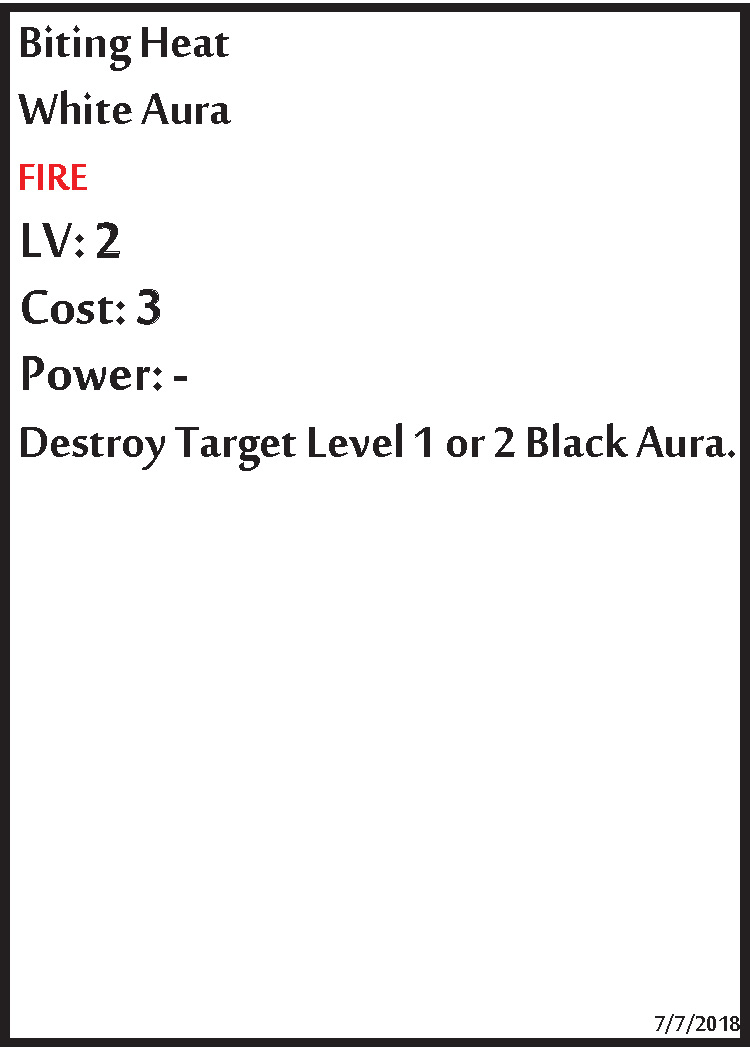 Biting Heat
White Aura
FIRE
LV: 2
Cost: 3
Power: -
Destroy Target Level 1 or 2 Black Aura.
7/7/2018